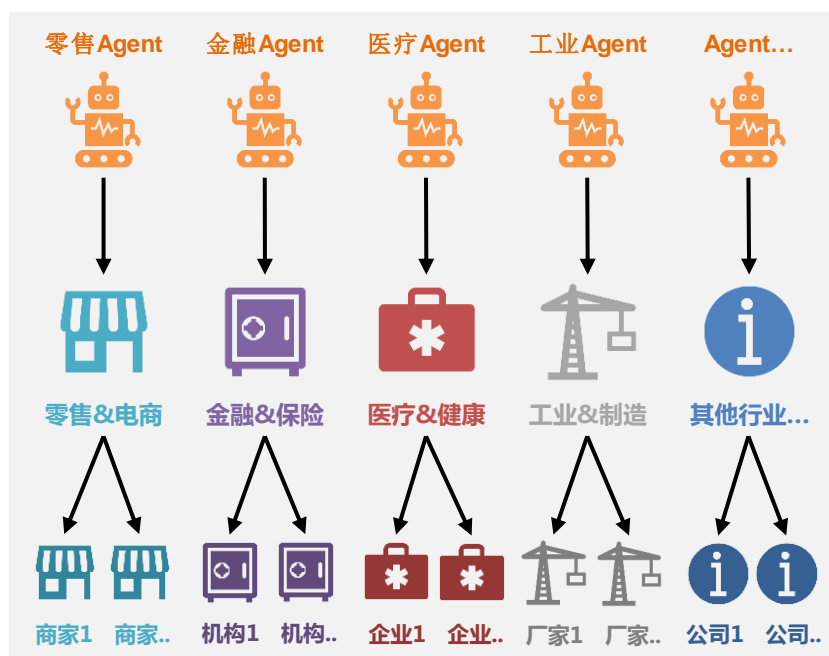 零售Agent 金融Agent 医疗Agent 工业Agent Agent...
零售&电商 金融&保险 医疗&健康 工业&制造 其他行业...
商家1 商家.. 机构1 机构.. 企业1 企业.. 厂家1 厂家.. 公司1 公司..